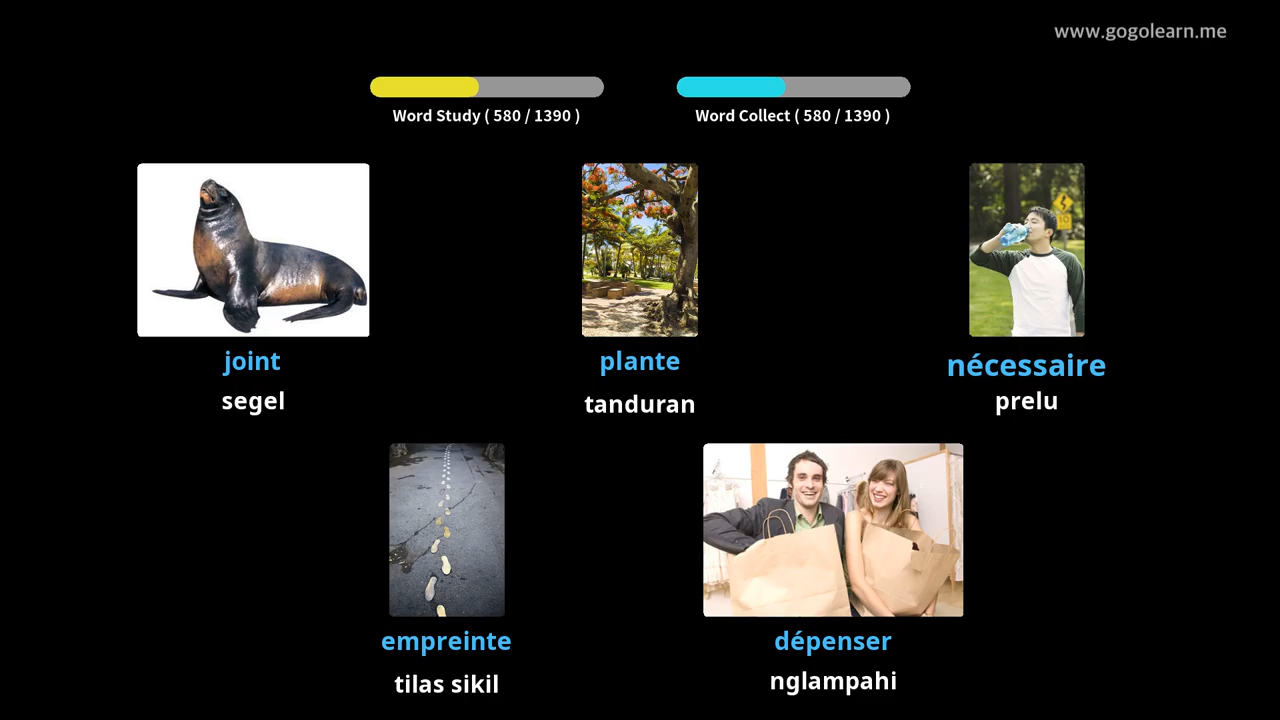 www.gogolearn.me
Word Study ( 580 / 1390 )
Word Collect ( 580 / 1390 )
joint
segel
plante
tanduran
nécessaire
prelu
empreinte
tilas sikil
dépenser
nglampahi